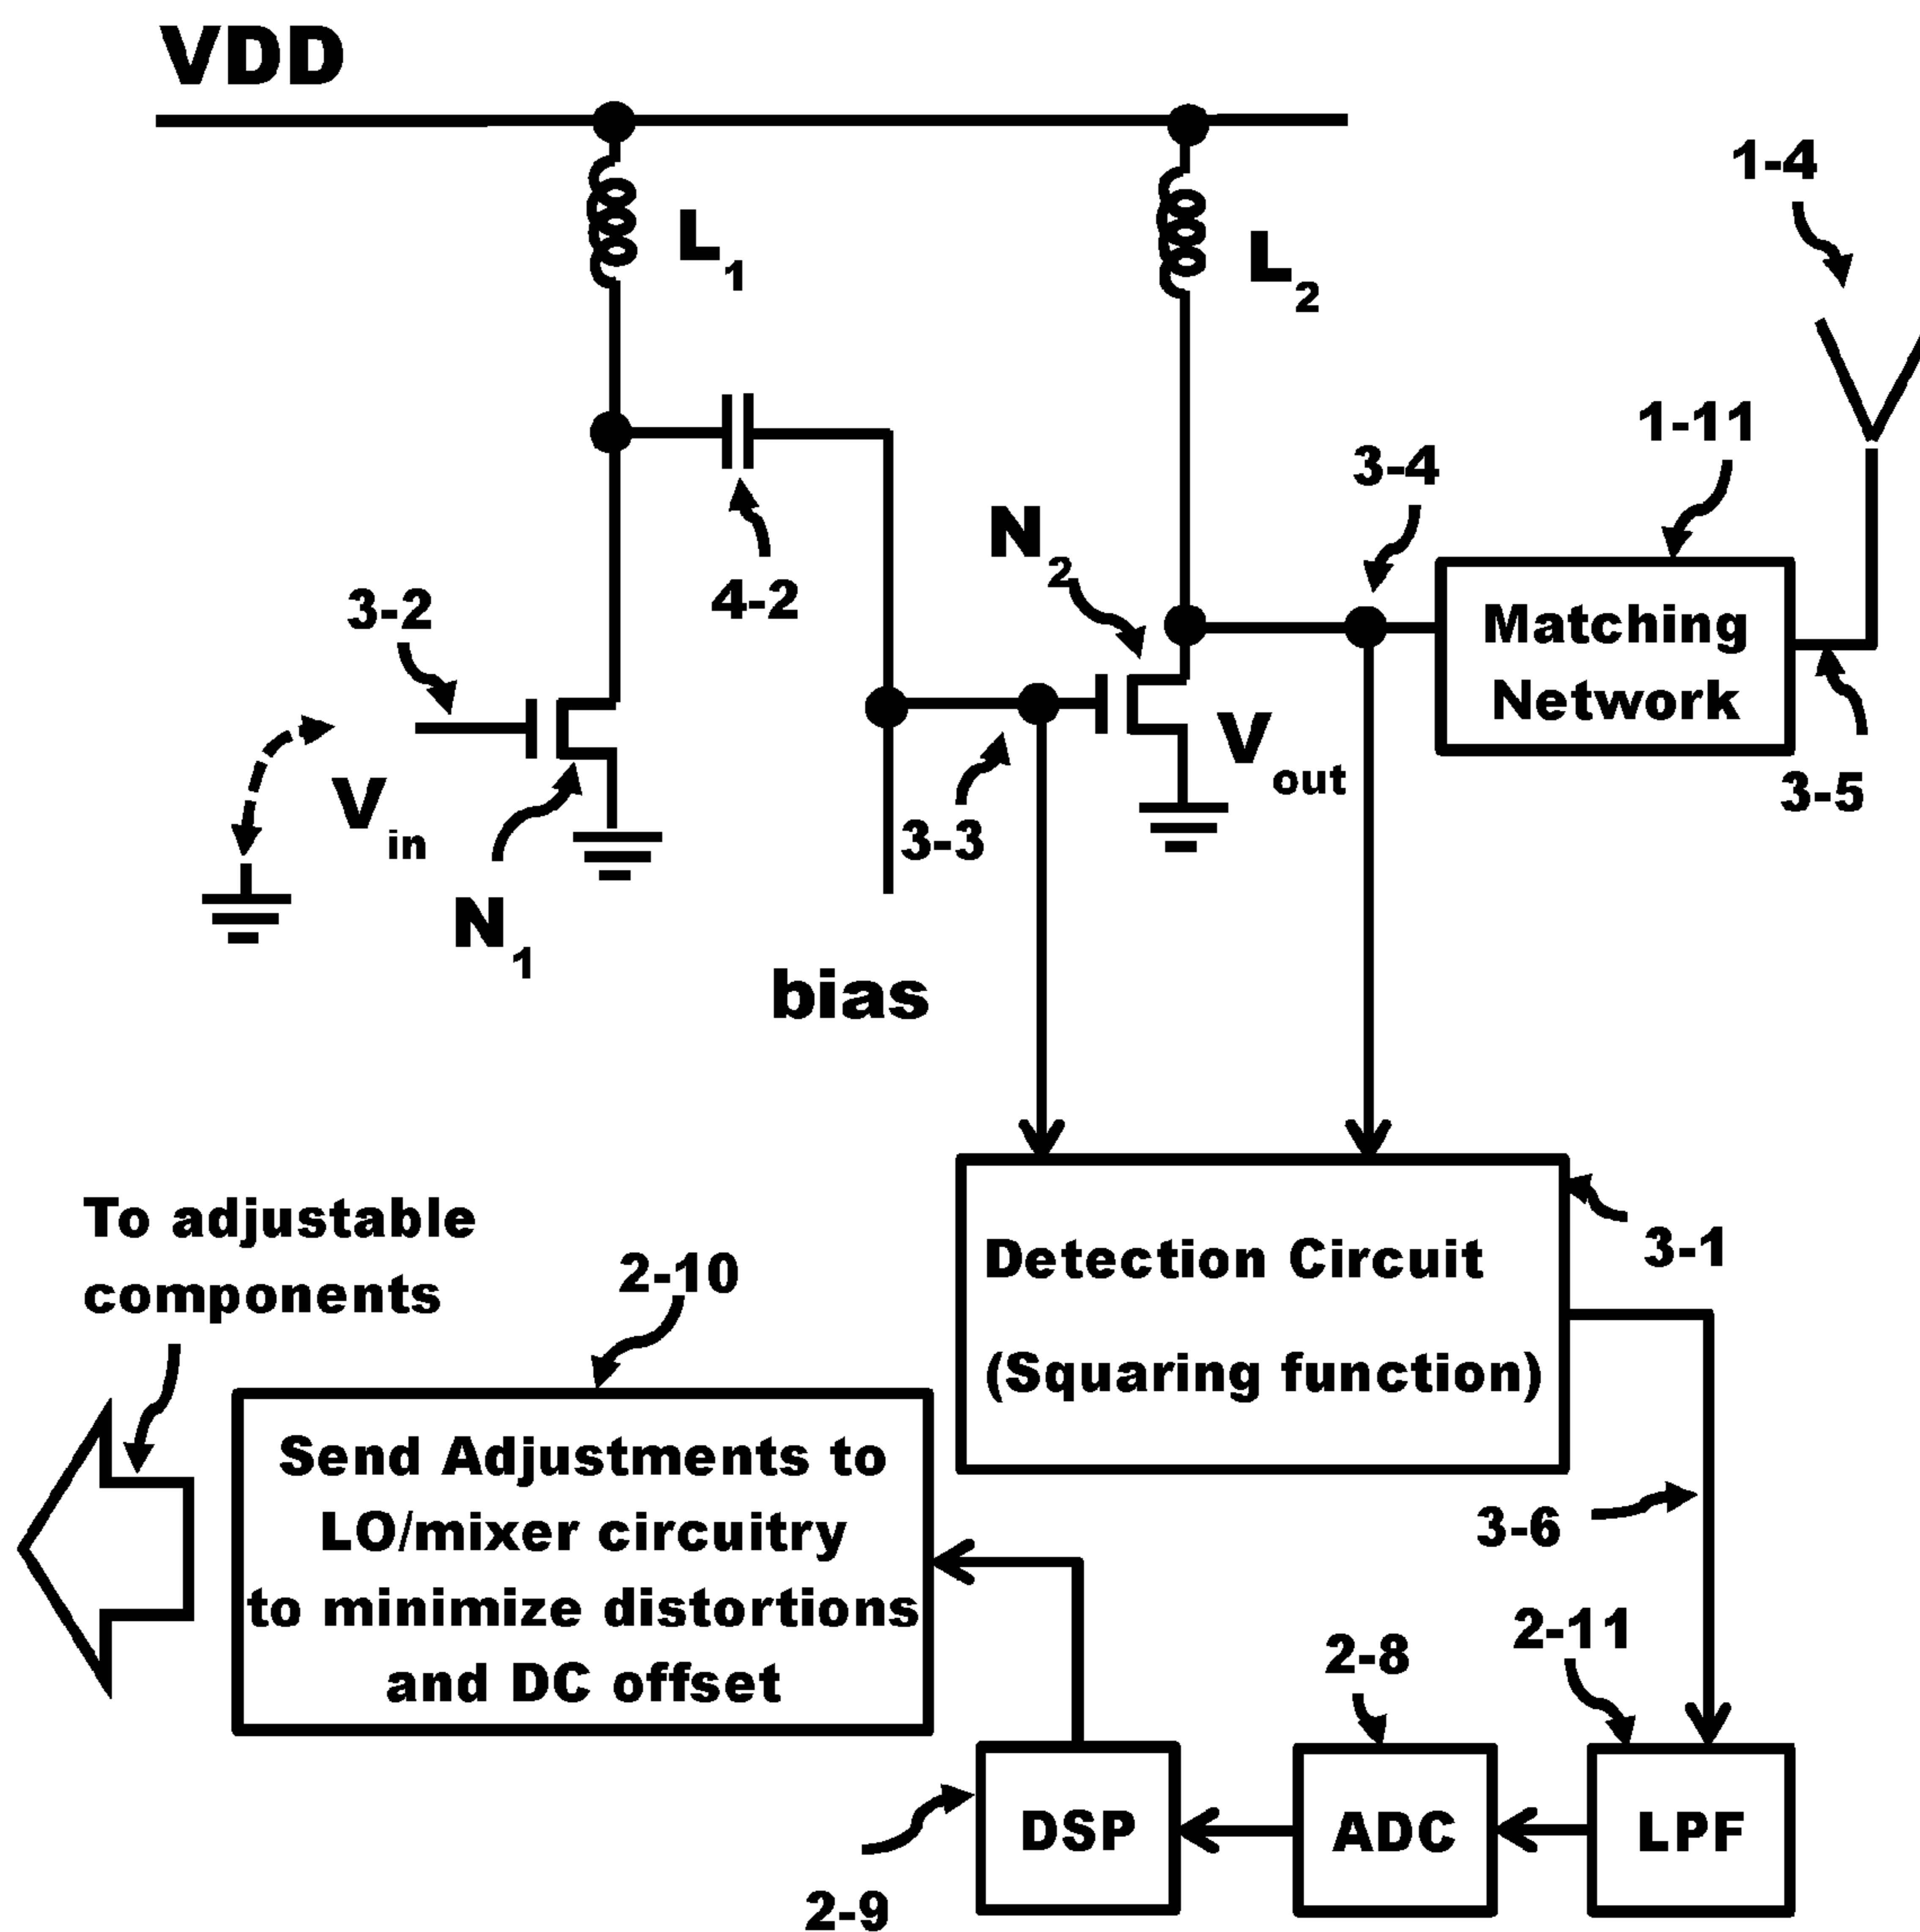 VDD
L1
L2
1-4
1-11
3-4
N2
4-2
3-2
Matching
Network
Vin
Vout
3-5
3-3
N1
bias
To adjustable
components
2-10
Detection Circuit
(Squaring function)
3-1
Send Adjustments to
LO/mixer circuitry
to minimize distortions
and DC offset
3-6
2-11
2-8
DSP
ADC
LPF
2-9